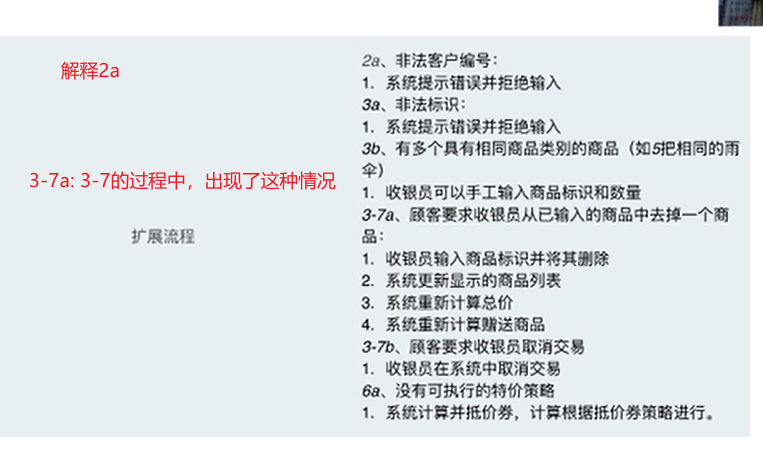 解释2a
3-7a: 3-7的过程中，出现了这种情况
扩展流程
2a、非法客户编号：
1. 系统提示错误并拒绝输入
3a、非法标识：
1. 系统提示错误并拒绝输入
3b、有多个具有相同商品类别的商品（如5把相同的雨
伞）
1. 收银员可以手工输入商品标识和数量
3-7a、顾客要求收银员从已输入的商品中去掉一个商
品：
1. 收银员输入商品标识并将其删除
2. 系统更新显示的商品列表
3. 系统重新计算总价
4. 系统重新计算赠送商品
3-7b、顾客要求收银员取消交易
1. 收银员在系统中取消交易
6a、没有可执行的特价策略
1. 系统计算并抵价券，计算根据抵价券策略进行。